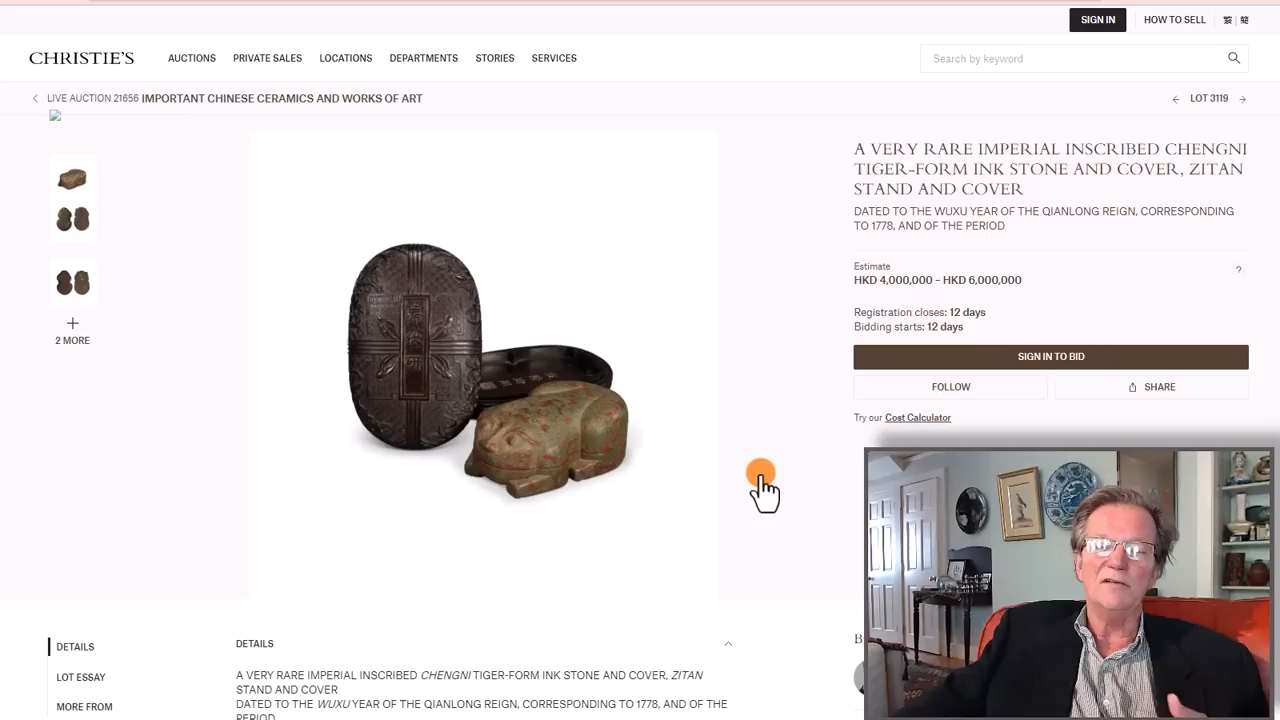 SIGN IN
HOW TO SELL
繁 | 簡
CHRISTIE'S
AUCTIONS
PRIVATE SALES
LOCATIONS
DEPARTMENTS
STORIES
SERVICES
Search by keyword
LIVE AUCTION 21656 IMPORTANT CHINESE CERAMICS AND WORKS OF ART
LOT 3119
A VERY RARE IMPERIAL INSCRIBED CHENGNI
TIGER-FORM INK STONE AND COVER, ZITAN
STAND AND COVER
DATED TO THE WUXU YEAR OF THE QIANLONG REIGN, CORRESPONDING
TO 1778, AND OF THE PERIOD
Estimate
?
HKD 4,000,000 – HKD 6,000,000
Registration closes: 12 days
Bidding starts: 12 days
SIGN IN TO BID
FOLLOW
SHARE
Try our Cost Calculator
2 MORE
DETAILS
LOT ESSAY
MORE FROM
DETAILS
A VERY RARE IMPERIAL INSCRIBED CHENGNI TIGER-FORM INK STONE AND COVER, ZITAN
STAND AND COVER
DATED TO THE WUXU YEAR OF THE QIANLONG REIGN, CORRESPONDING TO 1778, AND OF THE
PERIOD